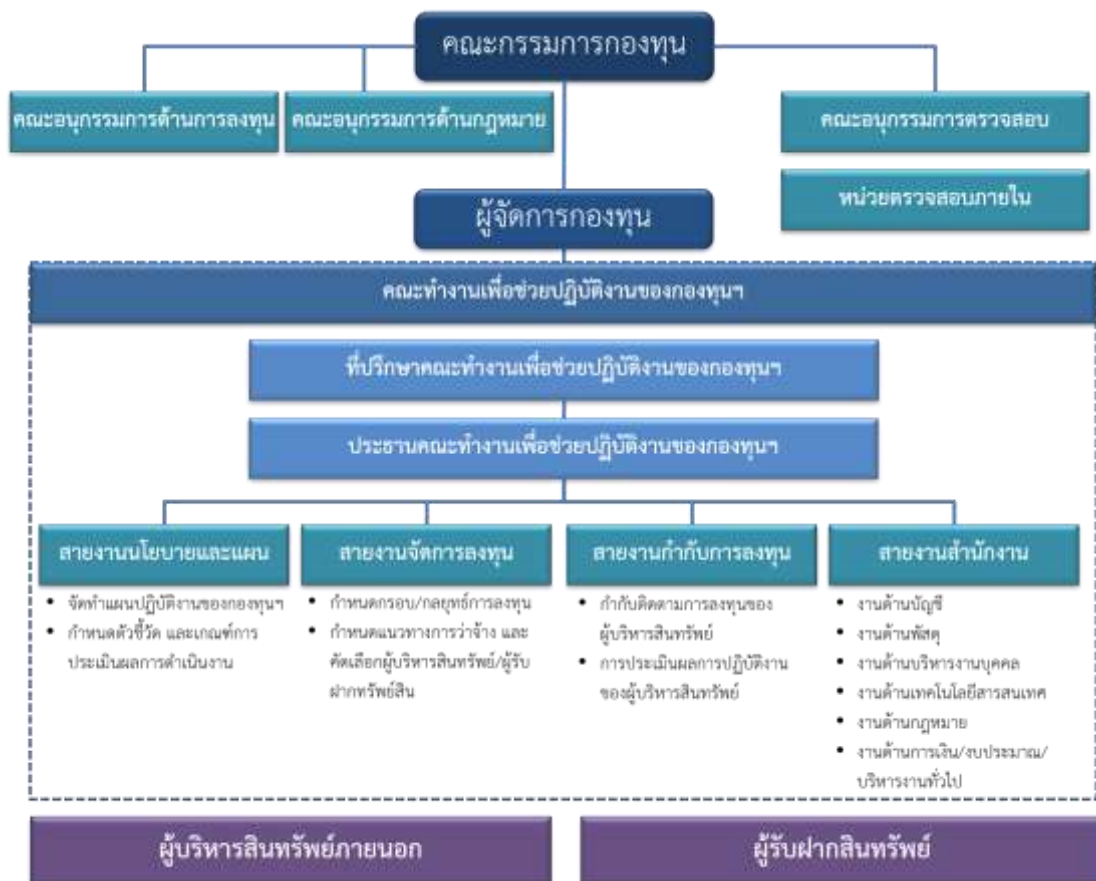 คณะกรรมการกองทุน
คณะอนุกรรมการด้านการลงทุน
คณะอนุกรรมการด้านกฎหมาย
คณะอนุกรรมการตรวจสอบ
หน่วยตรวจสอบภายใน
ผู้จัดการกองทุน
คณะทำงานเพื่อช่วยปฏิบัติงานของกองทุนฯ
ที่ปรึกษาคณะทำงานเพื่อช่วยปฏิบัติงานของกองทุนฯ
ประธานคณะทำงานเพื่อช่วยปฏิบัติงานของกองทุนฯ
สายงานนโยบายและแผน
• จัดทำแผนปฏิบัติงานของกองทุนฯ
• กำหนดตัวชี้วัด และเกณฑ์การ
ประเมินผลการดำเนินงาน
สายงานจัดการลงทุน
• กำหนดกรอบ/กลยุทธ์การลงทุน
• กำหนดแนวทางการว่าจ้าง และ
คัดเลือกผู้บริหารสินทรัพย์/ผู้รับ
ฝากทรัพย์สิน
สายงานกำกับการลงทุน
• กำกับติดตามการลงทุนของ
ผู้บริหารสินทรัพย์
• การประเมินผลการปฏิบัติงาน
ของผู้บริหารสินทรัพย์
สายงานสำนักงาน
• งานด้านบัญชี
• งานด้านพัสดุ
• งานด้านบริหารงานบุคคล
• งานด้านเทคโนโลยีสารสนเทศ
• งานด้านกฎหมาย
• งานด้านการเงิน/งบประมาณ/
บริหารงานทั่วไป
ผู้บริหารสินทรัพย์ภายนอก
ผู้รับฝากสินทรัพย์